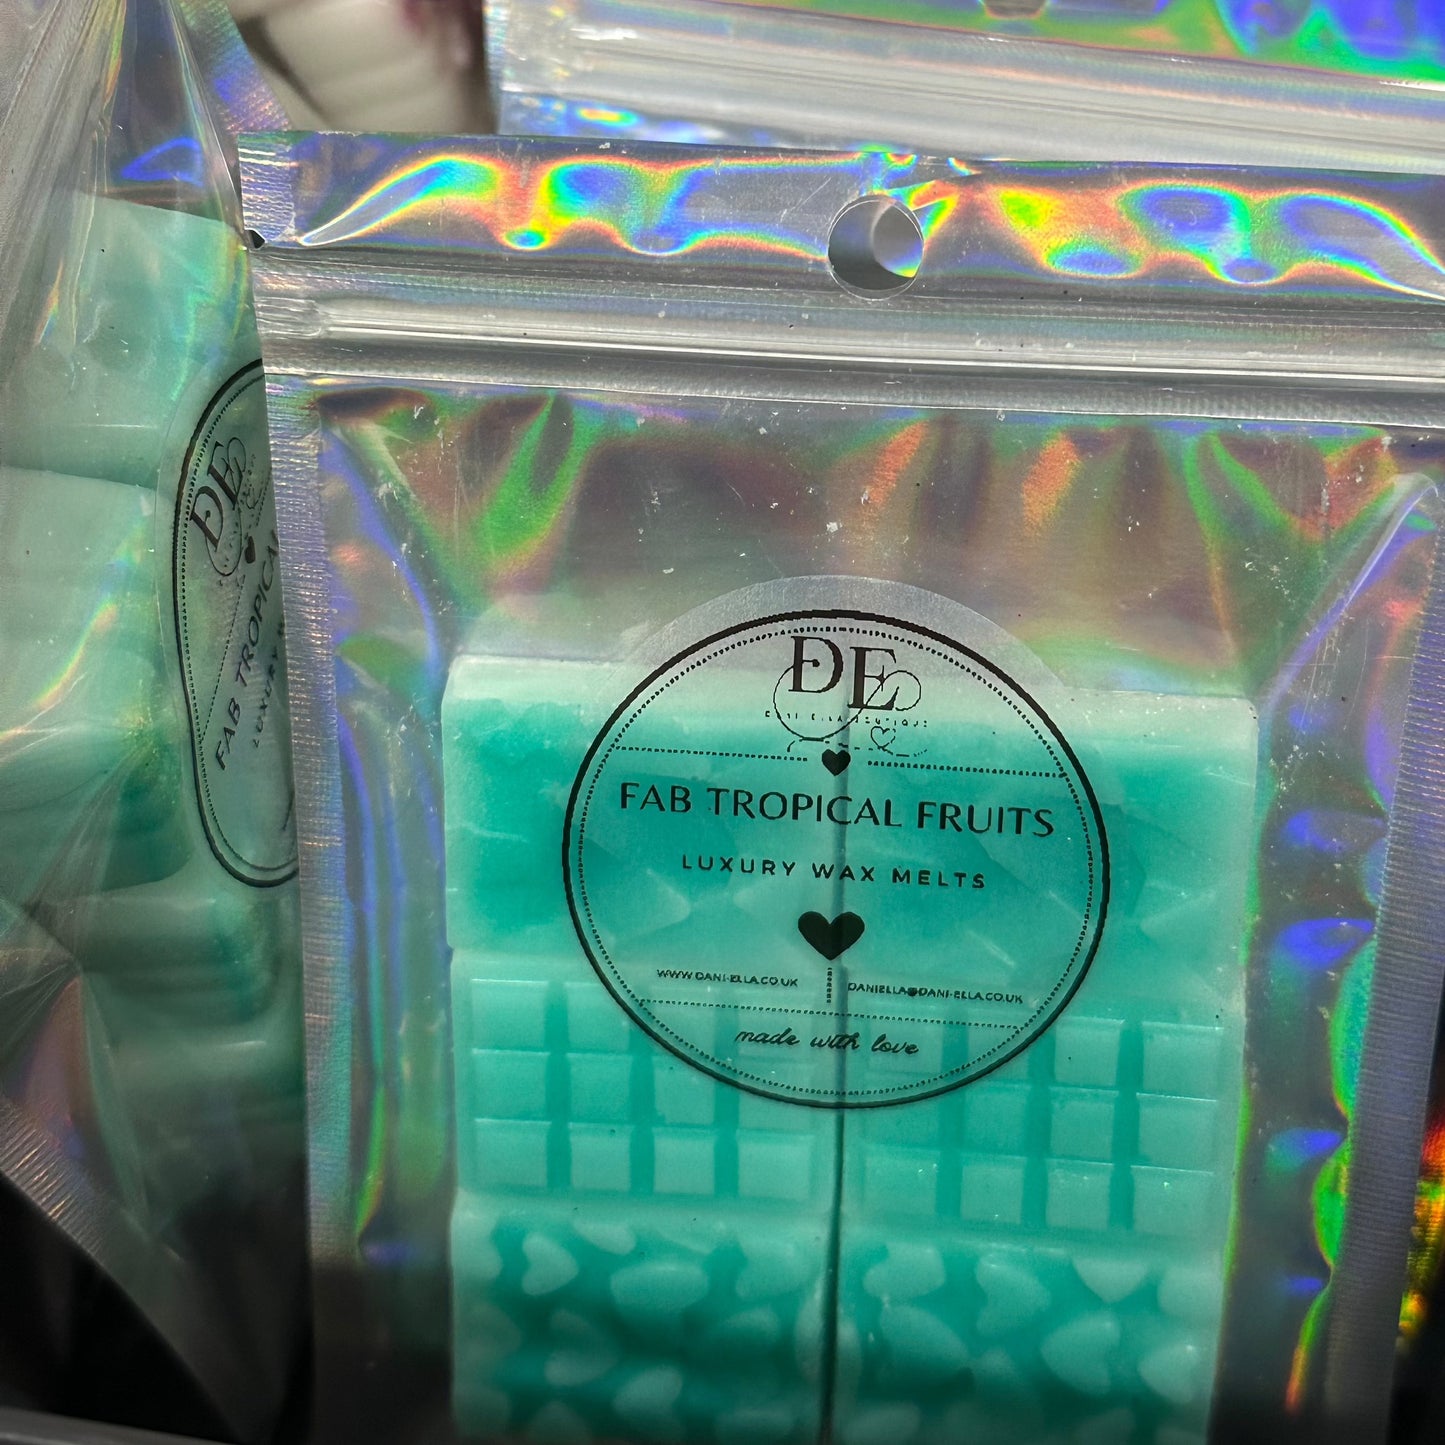 DE
FAB TROPICAL FRUITS
LUXURY WAX MELTS
WWW.DANI-ELLA.CO.UK
DANIELLA@DANI-ELLA.CO.UK
made with love
DE
FAB TROPICAL
LUXURY